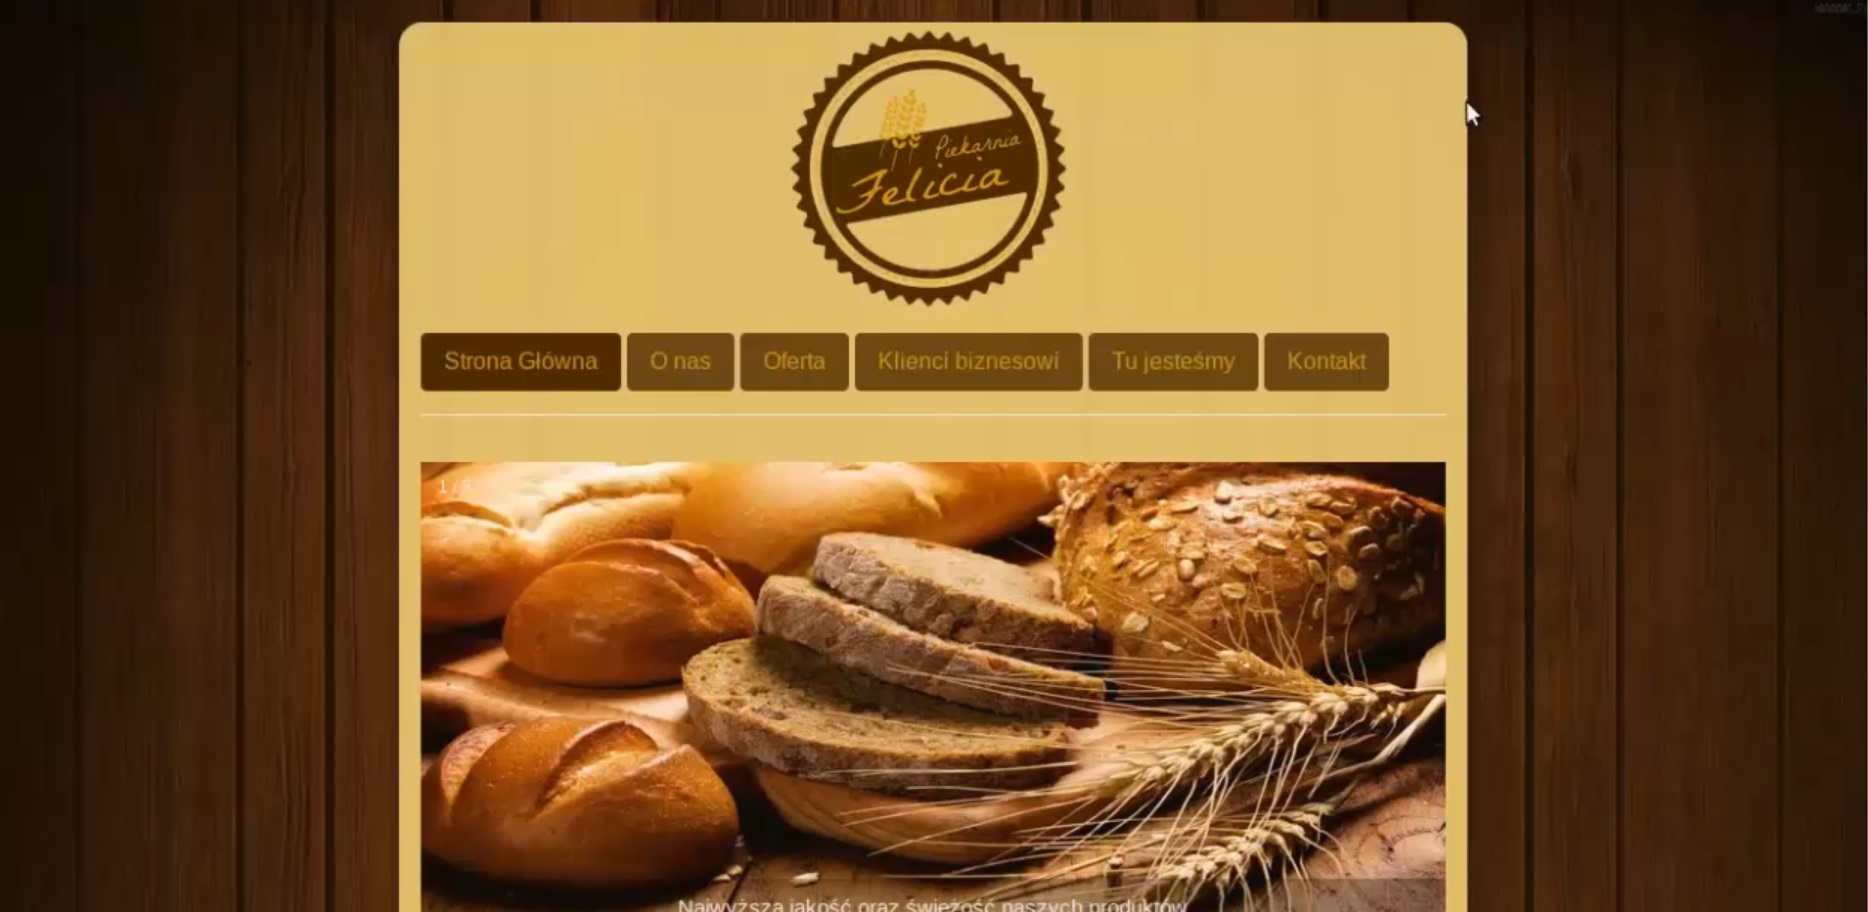 Piekarnia
Felicia
Strona Główna
O nas
Oferta
Klienci biznesowi
Tu jesteśmy
Kontakt
1 / 3
Najwyższa jakość oraz świeżość naszych produktów